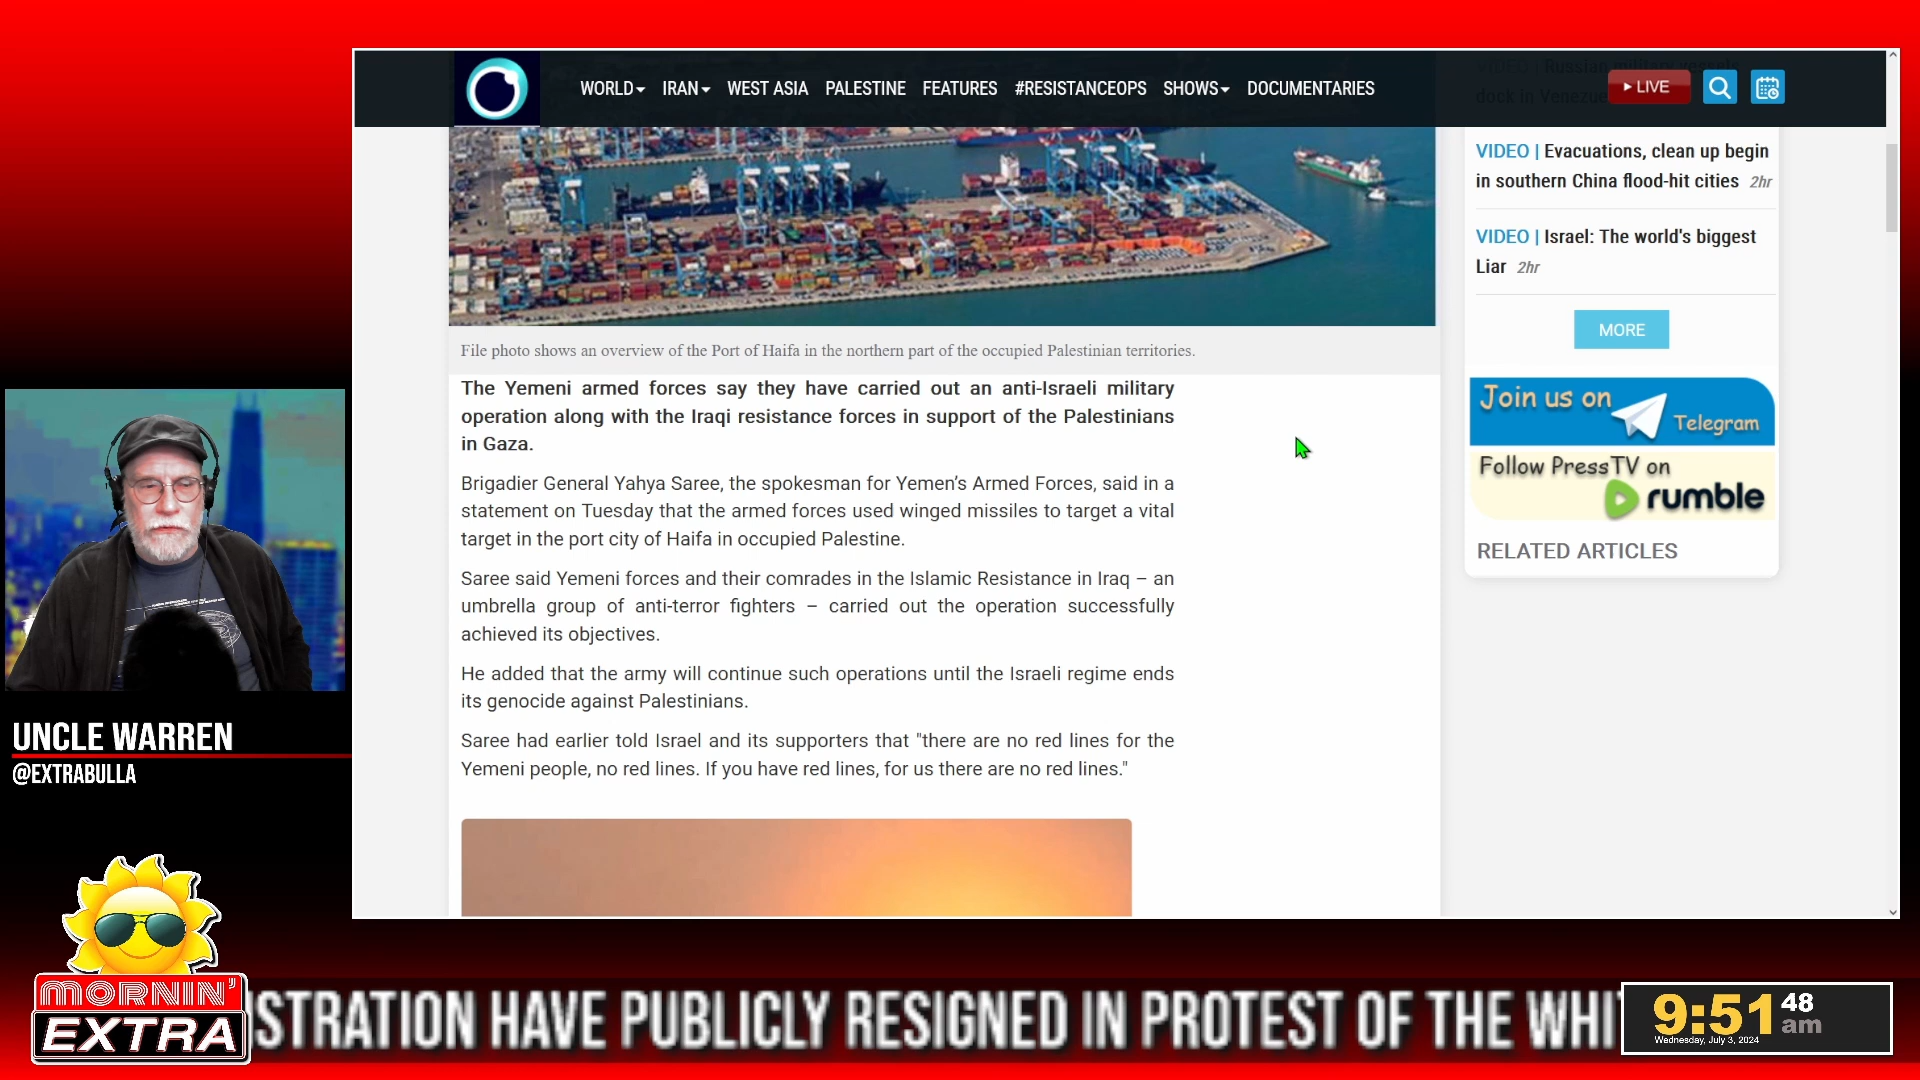 WORLD IRAN WEST ASIA PALESTINE FEATURES #RESISTANCEOPS SHOWS DOCUMENTARIES
LIVE
VIDEO | Russian military vessels
dock in Venezue
VIDEO | Evacuations, clean up begin
in southern China flood-hit cities 2hr
VIDEO | Israel: The world's biggest
Liar 2hr
MORE
Join us on
Telegram
Follow PressTV on
rumble
RELATED ARTICLES
File photo shows an overview of the Port of Haifa in the northern part of the occupied Palestinian territories.
The Yemeni armed forces say they have carried out an anti-Israeli military
operation along with the Iraqi resistance forces in support of the Palestinians
in Gaza.
Brigadier General Yahya Saree, the spokesman for Yemen's Armed Forces, said in a
statement on Tuesday that the armed forces used winged missiles to target a vital
target in the port city of Haifa in occupied Palestine.
Saree said Yemeni forces and their comrades in the Islamic Resistance in Iraq – an
umbrella group of anti-terror fighters – carried out the operation successfully
achieved its objectives.
He added that the army will continue such operations until the Israeli regime ends
its genocide against Palestinians.
Saree had earlier told Israel and its supporters that "there are no red lines for the
Yemeni people, no red lines. If you have red lines, for us there are no red lines."
UNCLE WARREN
@EXTRABULLA
MORNIN'
EXTRA
ISTRATION HAVE PUBLICLY RESIGNED IN PROTEST OF THE WHI
9:51 48
am
Wednesday, July 3, 2024